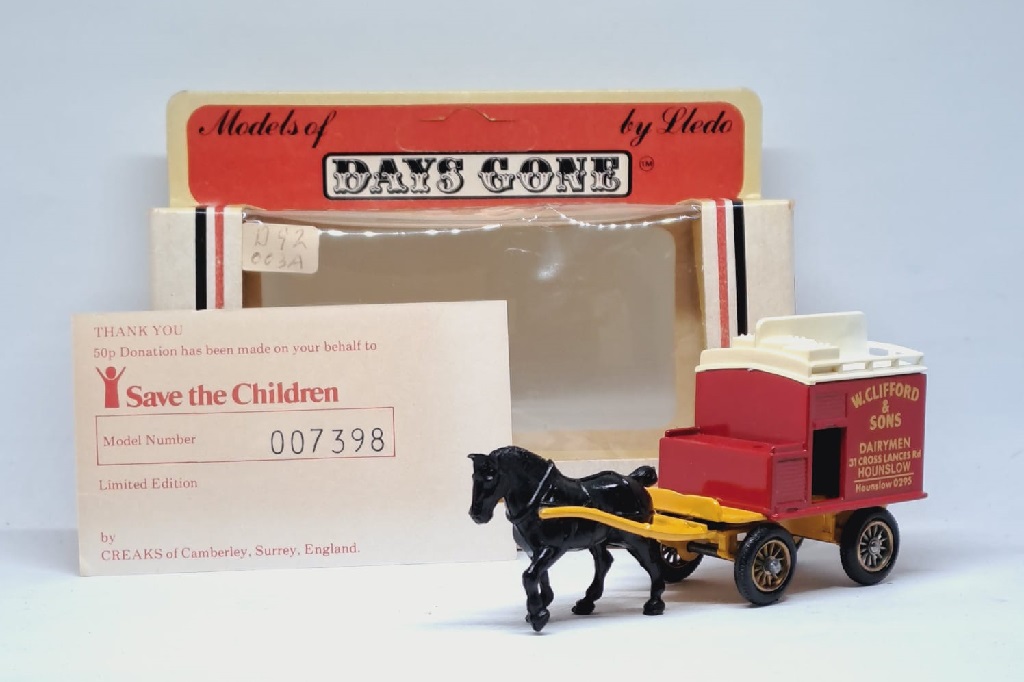 Models of
by Lledo
DAYS GONE
TM
THANK YOU
50p Donation has been made on your behalf to
Save the Children
Model Number 007398
Limited Edition
by
CREAKS of Camberley, Surrey, England.
W. CLIFFORD
&
SONS
DAIRYMEN
31 CROSS LANCES Rd
HOUNSLOW
Hounslow 0295